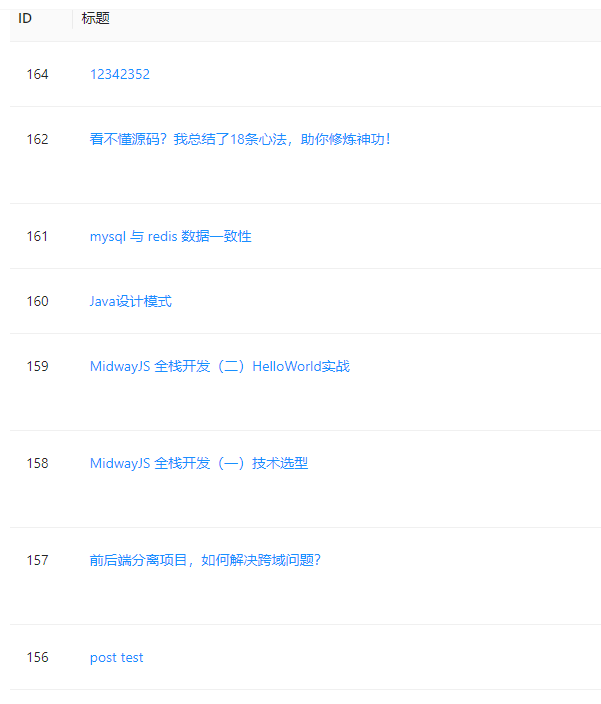 ID 标题
164 12342352
162 看不懂源码？我总结了18条心法，助你修炼神功！
161 mysql 与 redis 数据一致性
160 Java设计模式
159 MidwayJS 全栈开发（二）HelloWorld实战
158 MidwayJS 全栈开发（一）技术选型
157 前后端分离项目，如何解决跨域问题？
156 post test